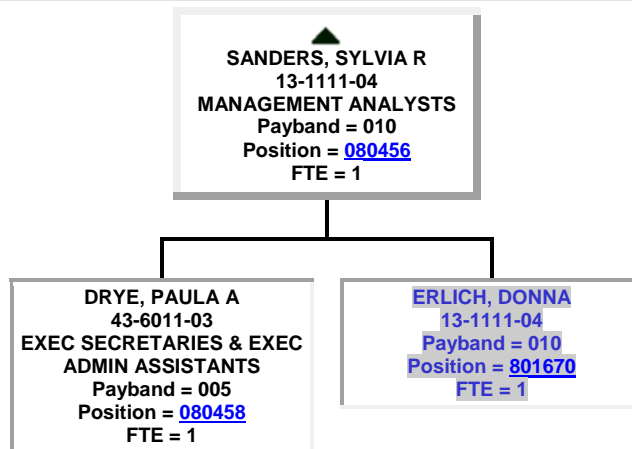 SANDERS, SYLVIA R
13-1111-04
MANAGEMENT ANALYSTS
Payband = 010
Position = 080456
FTE = 1
DRYE, PAULA A
43-6011-03
EXEC SECRETARIES & EXEC
ADMIN ASSISTANTS
Payband = 005
Position = 080458
FTE = 1
ERLICH, DONNA
13-1111-04
Payband = 010
Position = 801670
FTE = 1